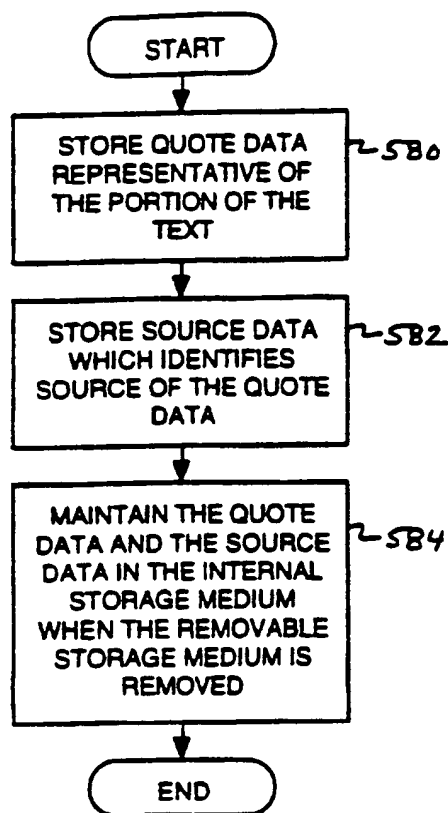 START
STORE QUOTE DATA
REPRESENTATIVE OF
THE PORTION OF THE
TEXT
580
STORE SOURCE DATA
WHICH IDENTIFIES
SOURCE OF THE QUOTE
DATA
582
MAINTAIN THE QUOTE
DATA AND THE SOURCE
DATA IN THE INTERNAL
STORAGE MEDIUM
WHEN THE REMOVABLE
STORAGE MEDIUM IS
REMOVED
584
END